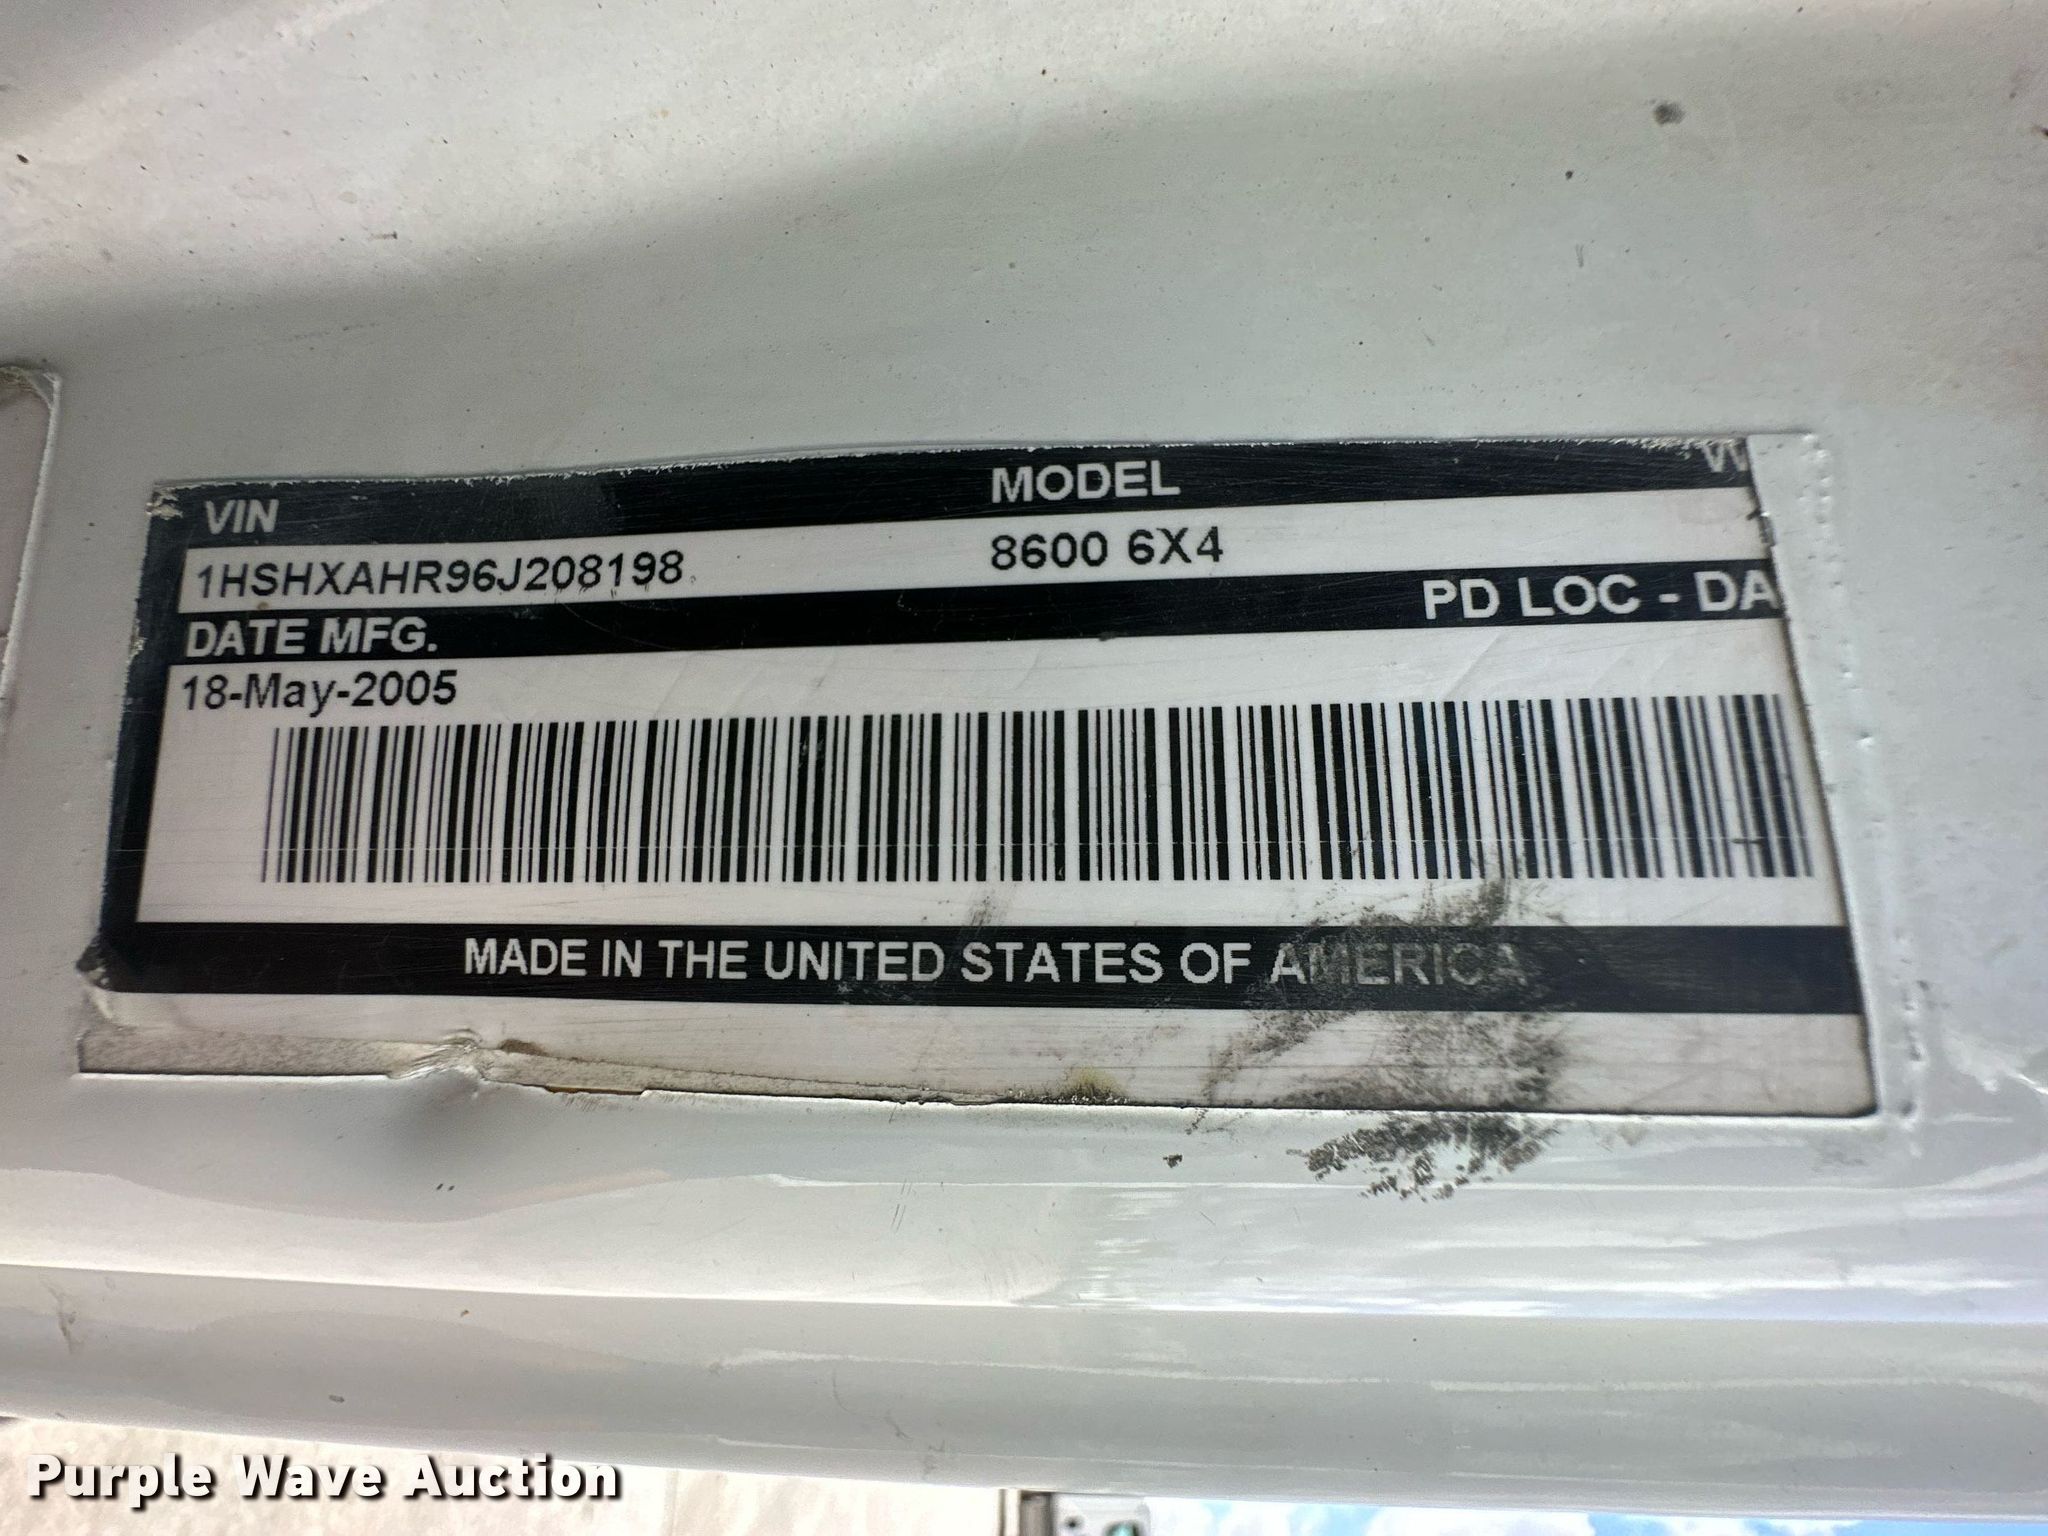 VIN MODEL
1HSHXAHR96J208198 8600 6X4
DATE MFG. PD LOC - DA
18-May-2005
MADE IN THE UNITED STATES OF AMERICA
Purple Wave Auction